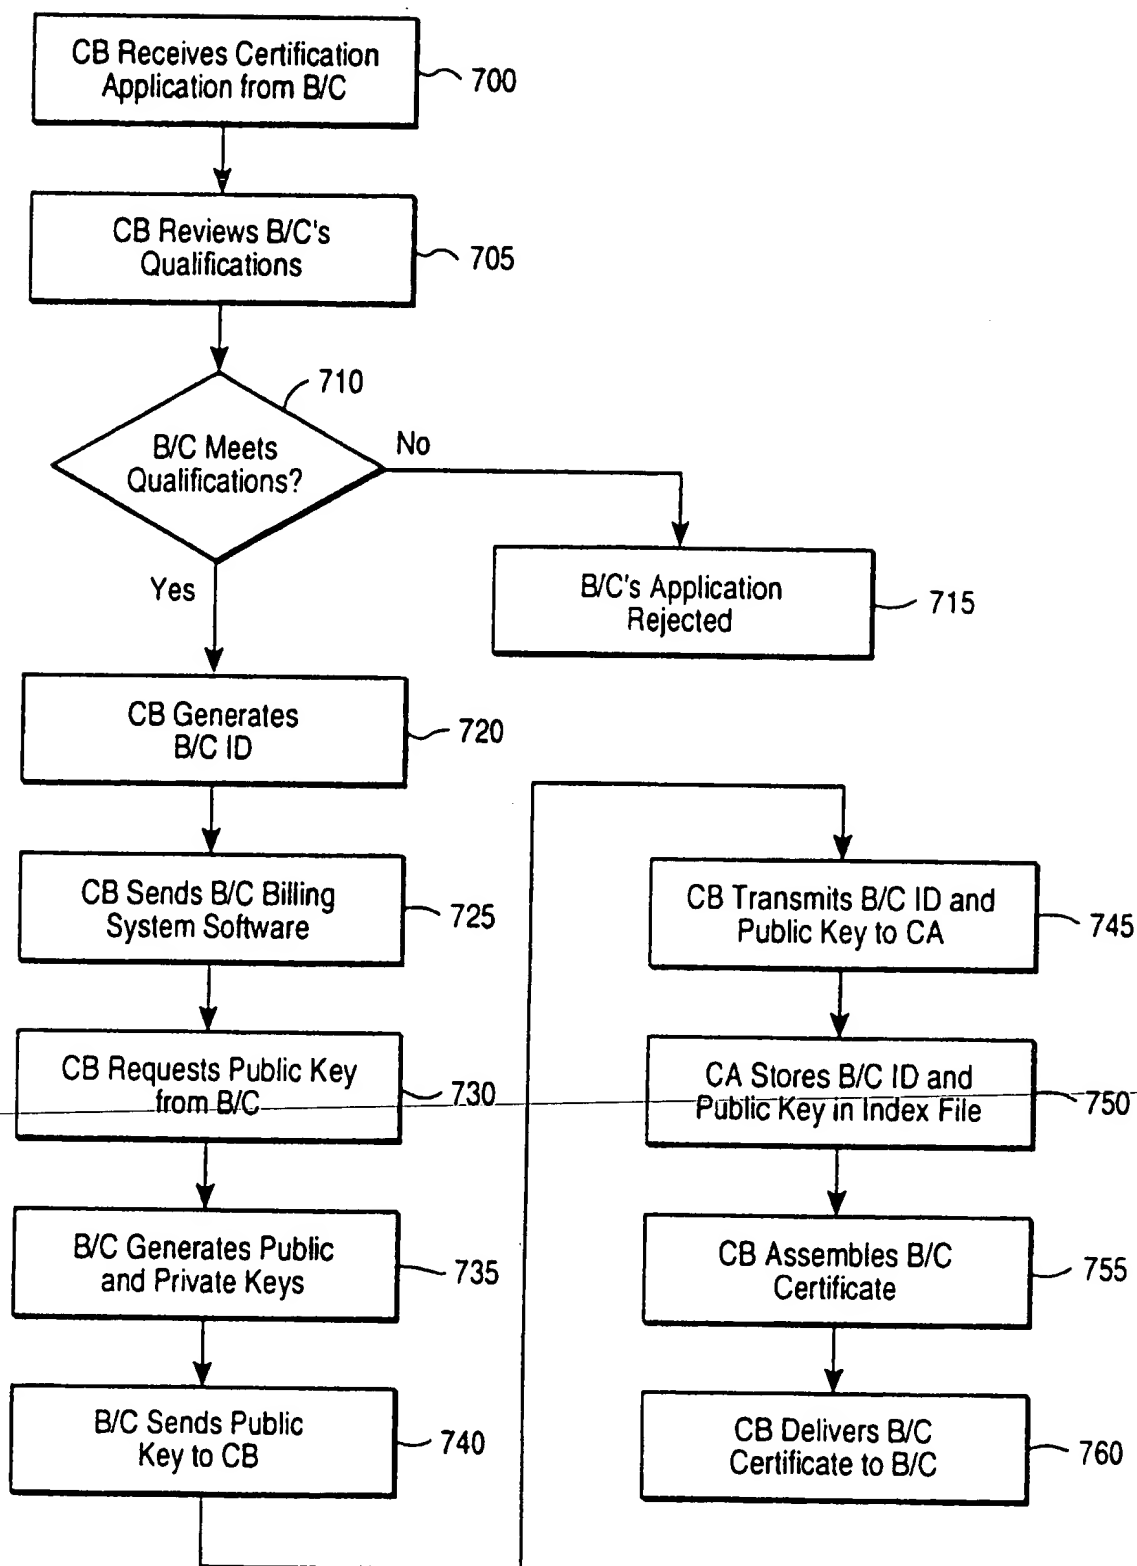 CB Receives Certification
Application from B/C
700
CB Reviews B/C's
Qualifications
705
710
B/C Meets
Qualifications?
No
Yes
B/C's Application
Rejected
715
CB Generates
B/C ID
720
CB Sends B/C Billing
System Software
725
CB Requests Public Key
from B/C
730
B/C Generates Public
and Private Keys
735
B/C Sends Public
Key to CB
740
CB Transmits B/C ID and
Public Key to CA
745
CA Stores B/C ID and
Public Key in Index File
750
CB Assembles B/C
Certificate
755
CB Delivers B/C
Certificate to B/C
760